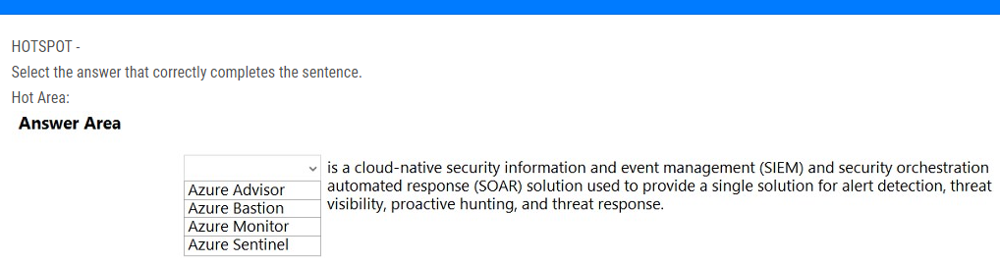 HOTSPOT -
Select the answer that correctly completes the sentence.
Hot Area:
Answer Area
is a cloud-native security information and event management (SIEM) and security orchestration
automated response (SOAR) solution used to provide a single solution for alert detection, threat
visibility, proactive hunting, and threat response.
Azure Advisor
Azure Bastion
Azure Monitor
Azure Sentinel